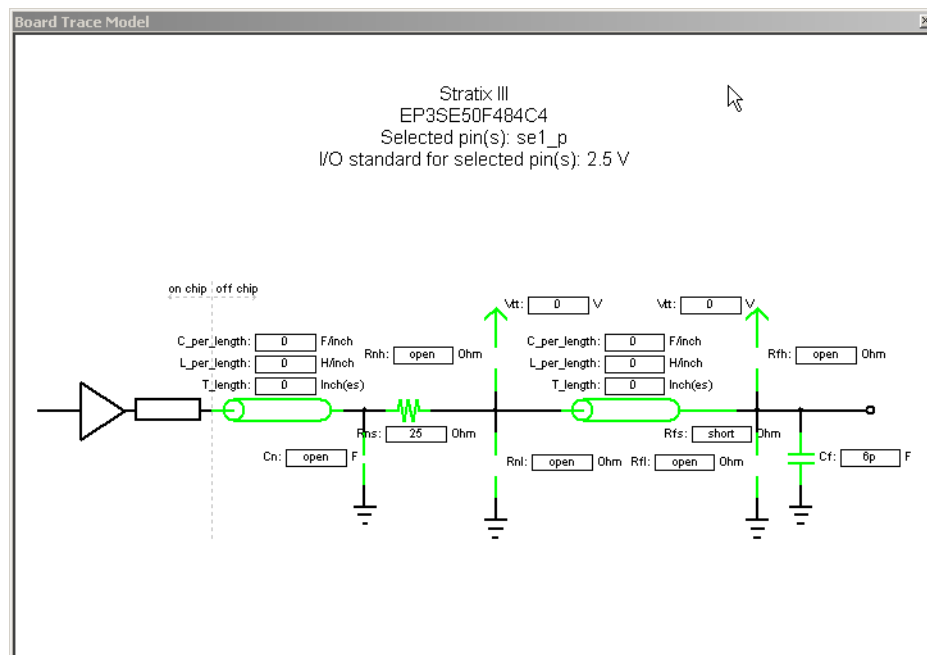 Board Trace Model
Stratix III
EP3SE50F484C4
Selected pin(s): se1_p
I/O standard for selected pin(s): 2.5 V
on chip off chip
Vtt: 0 V Vtt: 0 V
C_per_length: 0 F/inch C_per_length: 0 F/inch
Rnh: open Ohm Rfh: open Ohm
L_per_length: 0 H/inch L_per_length: 0 H/inch
T_length: 0 Inch(es) T_length: 0 Inch(es)
Rns: 25 Ohm Rfs: short Ohm
Cn: open F Rnl: open Ohm Rfl: open Ohm Cf: 6p F